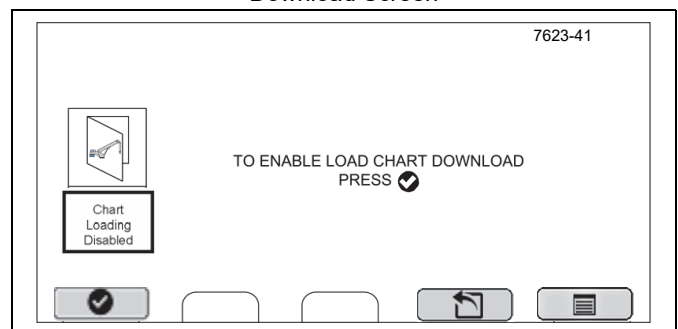 Download Screen
7623-41
TO ENABLE LOAD CHART DOWNLOAD
PRESS
Chart
Loading
Disabled